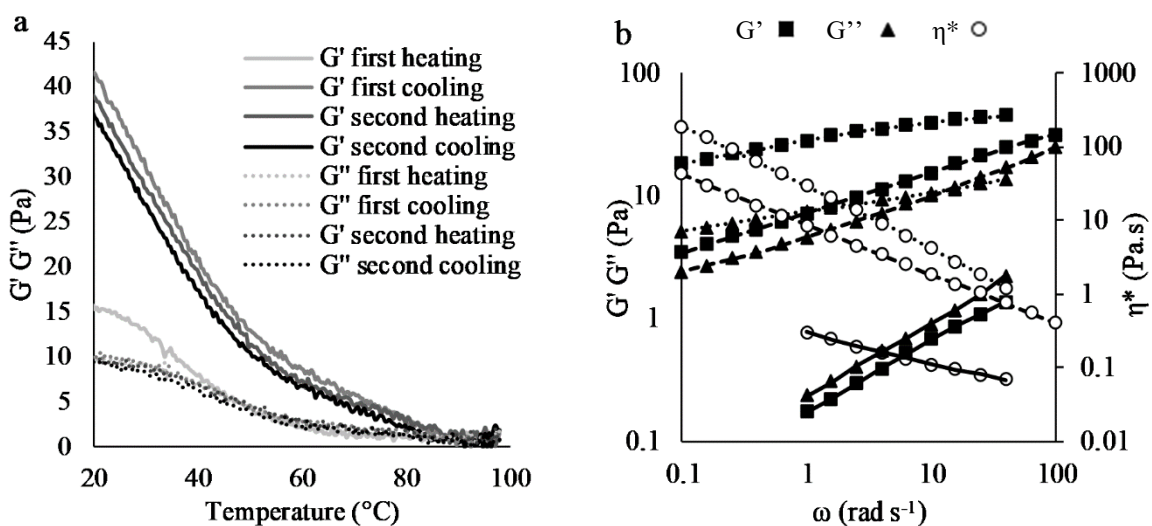 a
45
40
35
30
25
20
15
10
5
0
G' G'' (Pa)
G' first heating
G' first cooling
G' second heating
G' second cooling
G'' first heating
G'' first cooling
G' second heating
G'' second cooling
20 40 60 80 100
Temperature (°C)
b
G’ G’’ η*
100
10
1
0.1
G' G'' (Pa)
1000
100
10
1
0.1
0.01
η* (Pa.s)
0.1 1 10 100
ω (rad s-1)